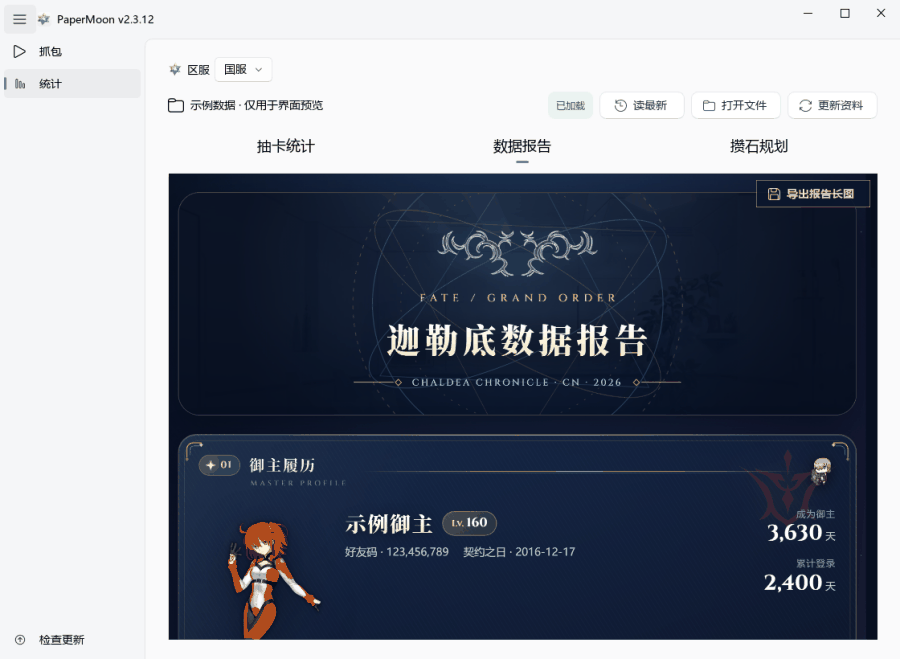 PaperMoon v2.3.12
抓包
统计
区服 国服
示例数据 · 仅用于界面预览
已加载 读最新 打开文件 更新资料
抽卡统计 数据报告 攒石规划
导出报告长图
FATE / GRAND ORDER
迦勒底数据报告
CHALDEA CHRONICLE · CN · 2026
01 御主履历
MASTER PROFILE
示例御主 Lv.160
好友码 · 123,456,789 契约之日 · 2016-12-17
成为御主
3,630 天
累计登录
2,400 天
检查更新